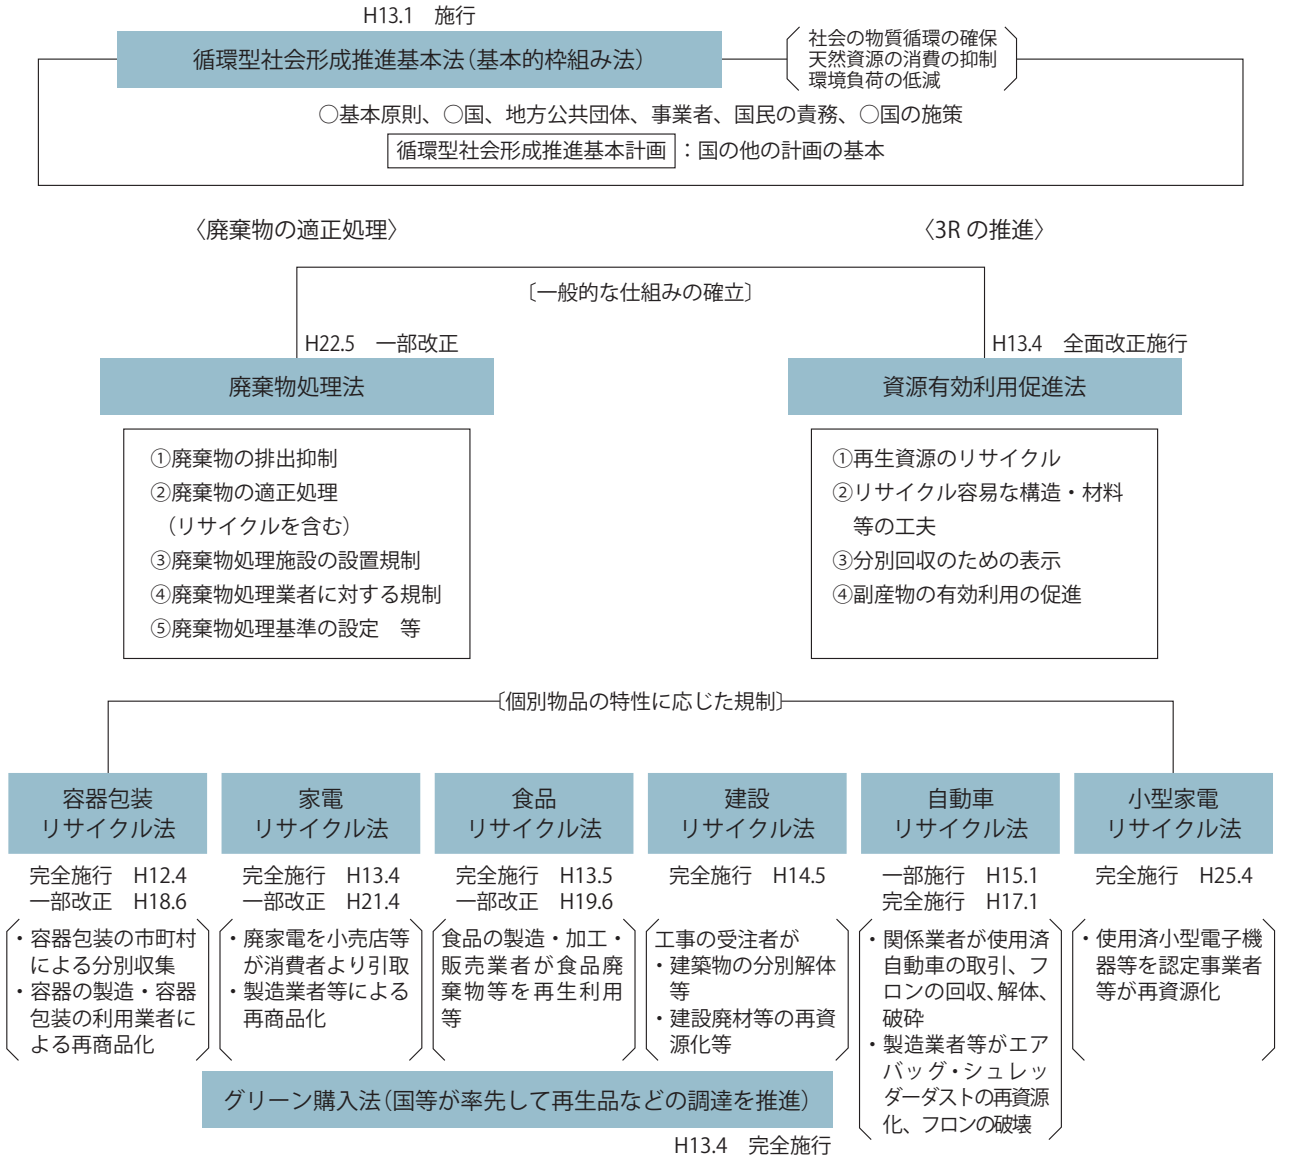 H13.1　施行
循環型社会形成推進基本法（基本的枠組み法）
社会の物質循環の確保
天然資源の消費の抑制
環境負荷の低減
○基本原則、○国、地方公共団体、事業者、国民の責務、○国の施策
循環型社会形成推進基本計画：国の他の計画の基本
〈廃棄物の適正処理〉
〈3R の推進〉
〔一般的な仕組みの確立〕
H22.5　一部改正
廃棄物処理法
①廃棄物の排出抑制
②廃棄物の適正処理
（リサイクルを含む）
③廃棄物処理施設の設置規制
④廃棄物処理業者に対する規制
⑤廃棄物処理基準の設定　等
H13.4　全面改正施行
資源有効利用促進法
①再生資源のリサイクル
②リサイクル容易な構造・材料
等の工夫
③分別回収のための表示
④副産物の有効利用の促進
〔個別物品の特性に応じた規制〕
容器包装
リサイクル法
完全施行　H12.4
一部改正　H18.6
・容器包装の市町村
による分別収集
・容器の製造・容器
包装の利用業者に
よる再商品化
家電
リサイクル法
完全施行　H13.4
一部改正　H21.4
・廃家電を小売店等
が消費者より引取
・製造業者等による
再商品化
食品
リサイクル法
完全施行　H13.5
一部改正　H19.6
食品の製造・加工・
販売業者が食品廃
棄物等を再生利用
等
建設
リサイクル法
完全施行　H14.5
工事の受注者が
・建築物の分別解体
等
・建設廃材等の再資
源化等
自動車
リサイクル法
一部施行　H15.1
完全施行　H17.1
・関係業者が使用済
自動車の取引、フ
ロンの回収、解体、
破砕
・製造業者等がエア
バッグ・シュレッ
ダーダストの再資源
化、フロンの破壊
小型家電
リサイクル法
完全施行　H25.4
・使用済小型電子機
器等を認定事業者
等が再資源化
グリーン購入法（国等が率先して再生品などの調達を推進）
H13.4　完全施行